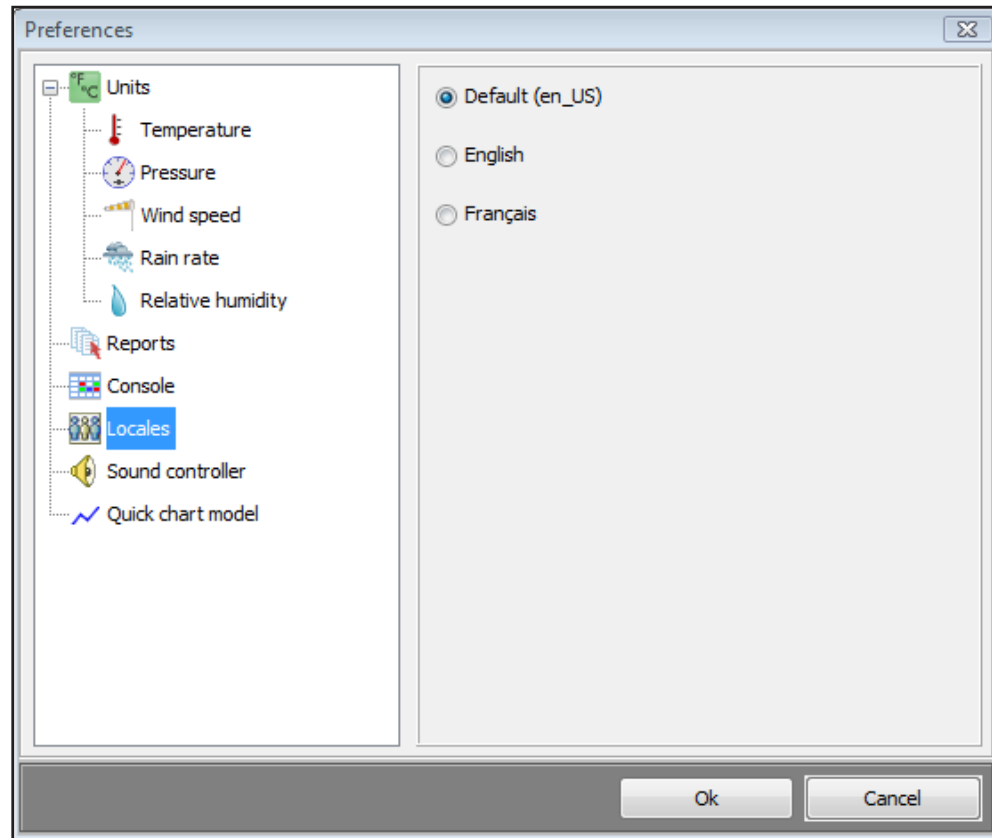 Preferences
°F
°C
Units
Temperature
Pressure
Wind speed
Rain rate
Relative humidity
Reports
Console
Locales
Sound controller
Quick chart model
Default (en_US)
English
Français
Ok
Cancel